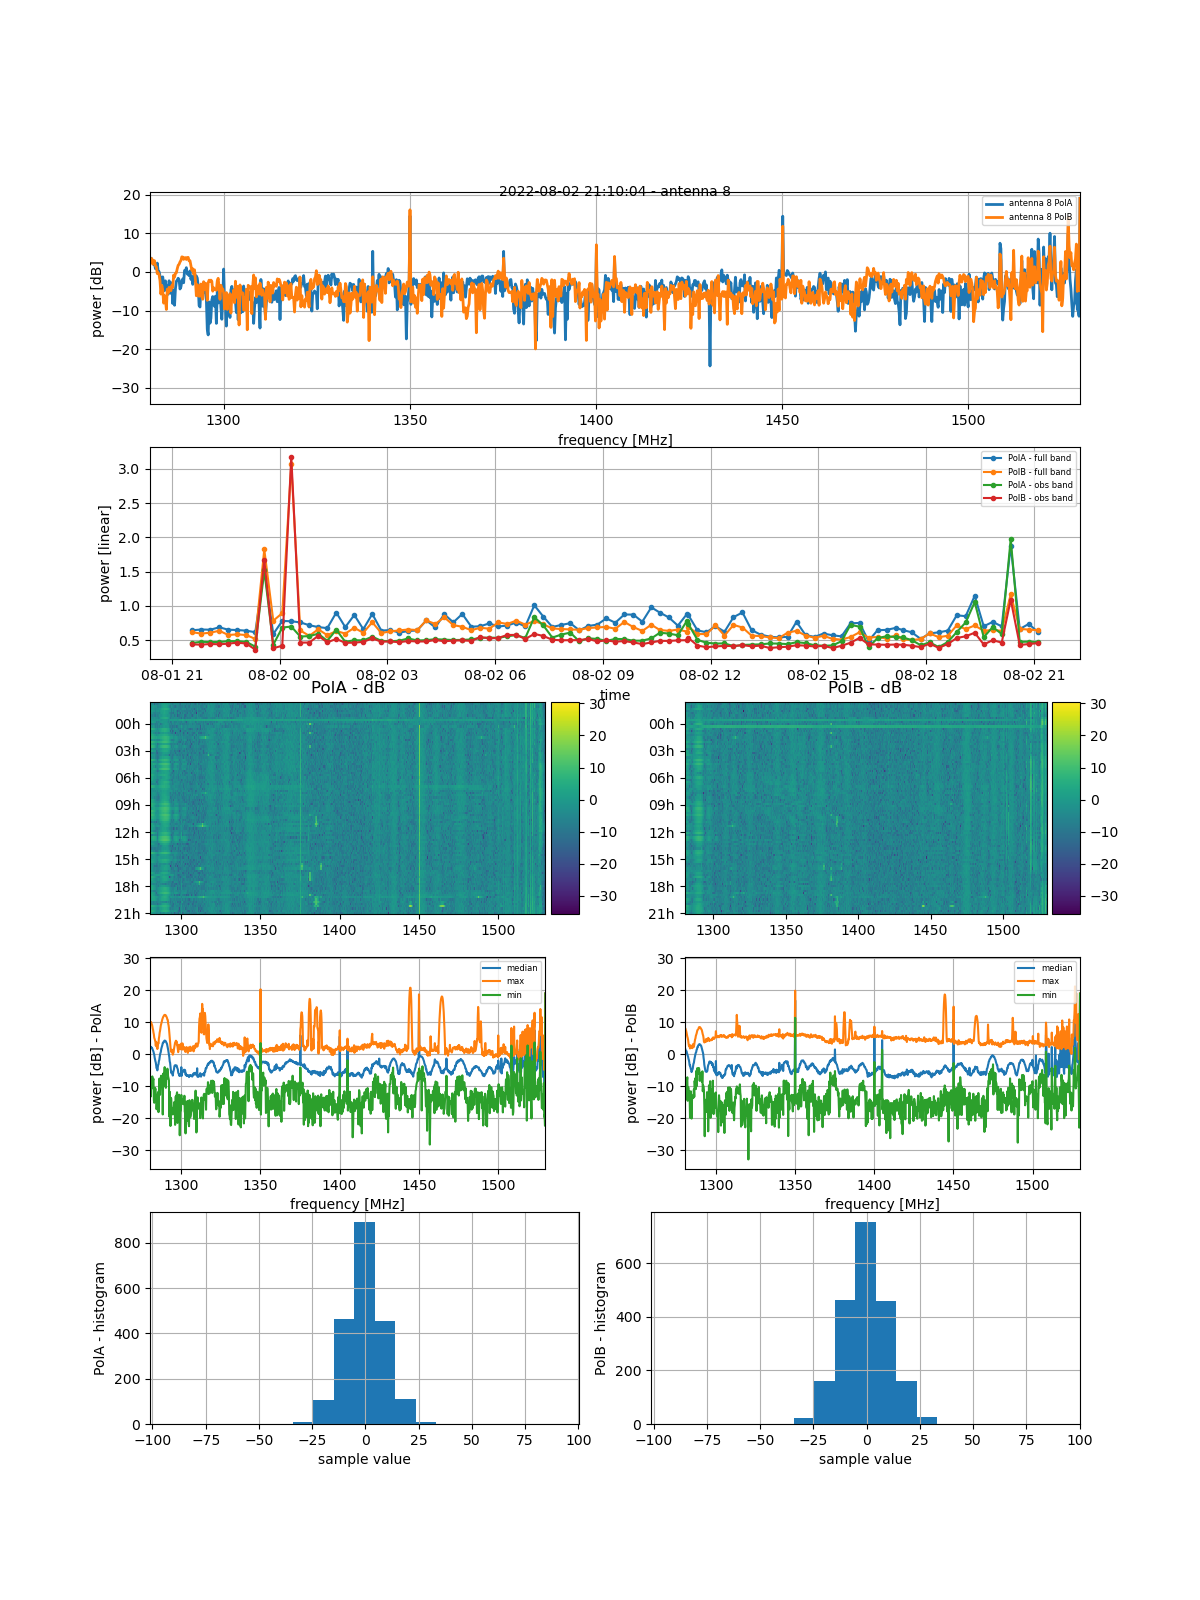 2022-08-02 21:10:04 - antenna 8
20
10
0
−10
−20
−30
power [dB]
antenna 8 PolA
antenna 8 PolB
1300 1350 1400 1450 1500
frequency [MHz]
3.0
2.5
2.0
1.5
1.0
0.5
power [linear]
PolA - full band
PolB - full band
PolA - obs band
PolB - obs band
08-01 21 08-02 00 08-02 03 08-02 06 08-02 09 08-02 12 08-02 15 08-02 18 08-02 21
time
PolA - dB
00h
03h
06h
09h
12h
15h
18h
21h
1300 1350 1400 1450 1500
30
20
10
0
−10
−20
−30
PolB - dB
00h
03h
06h
09h
12h
15h
18h
21h
1300 1350 1400 1450 1500
30
20
10
0
−10
−20
−30
30
20
10
0
−10
−20
−30
power [dB] - PolA
median
max
min
1300 1350 1400 1450 1500
frequency [MHz]
30
20
10
0
−10
−20
−30
power [dB] - PolB
median
max
min
1300 1350 1400 1450 1500
frequency [MHz]
800
600
400
200
0
PolA - histogram
−100 −75 −50 −25 0 25 50 75 100
sample value
600
400
200
0
PolB - histogram
−100 −75 −50 −25 0 25 50 75 100
sample value